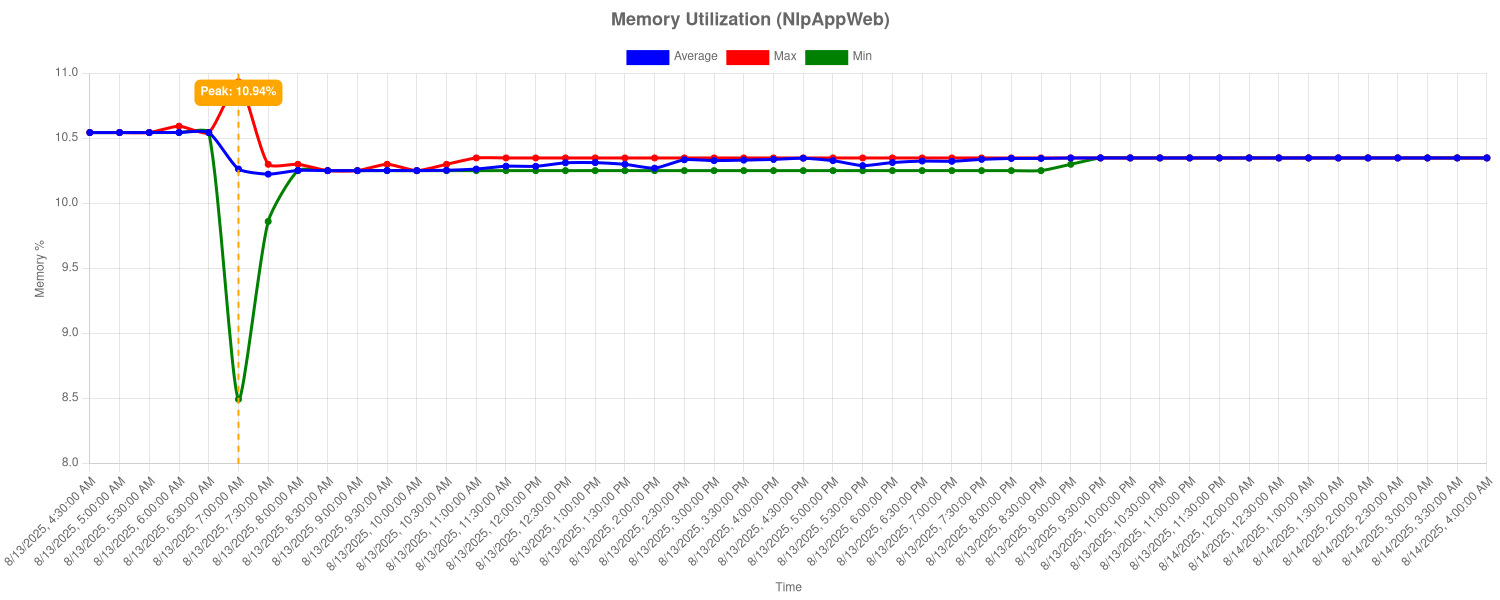 Memory Utilization (NlpAppWeb)
Average Max Min
Peak: 10.94%
11.0
10.5
10.0
9.5
9.0
8.5
8.0
Memory %
8/13/2025, 4:30:00 AM
8/13/2025, 5:00:00 AM
8/13/2025, 5:30:00 AM
8/13/2025, 6:00:00 AM
8/13/2025, 6:30:00 AM
8/13/2025, 7:00:00 AM
8/13/2025, 7:30:00 AM
8/13/2025, 8:00:00 AM
8/13/2025, 8:30:00 AM
8/13/2025, 9:00:00 AM
8/13/2025, 9:30:00 AM
8/13/2025, 10:00:00 AM
8/13/2025, 10:30:00 AM
8/13/2025, 11:00:00 AM
8/13/2025, 11:30:00 AM
8/13/2025, 12:00:00 PM
8/13/2025, 12:30:00 PM
8/13/2025, 1:00:00 PM
8/13/2025, 1:30:00 PM
8/13/2025, 2:00:00 PM
8/13/2025, 2:30:00 PM
8/13/2025, 3:00:00 PM
8/13/2025, 3:30:00 PM
8/13/2025, 4:00:00 PM
8/13/2025, 4:30:00 PM
8/13/2025, 5:00:00 PM
8/13/2025, 5:30:00 PM
8/13/2025, 6:00:00 PM
8/13/2025, 6:30:00 PM
8/13/2025, 7:00:00 PM
8/13/2025, 7:30:00 PM
8/13/2025, 8:00:00 PM
8/13/2025, 8:30:00 PM
8/13/2025, 9:00:00 PM
8/13/2025, 9:30:00 PM
8/13/2025, 10:00:00 PM
8/13/2025, 10:30:00 PM
8/13/2025, 11:00:00 PM
8/13/2025, 11:30:00 PM
8/14/2025, 12:00:00 AM
8/14/2025, 12:30:00 AM
8/14/2025, 1:00:00 AM
8/14/2025, 1:30:00 AM
8/14/2025, 2:00:00 AM
8/14/2025, 2:30:00 AM
8/14/2025, 3:00:00 AM
8/14/2025, 3:30:00 AM
8/14/2025, 4:00:00 AM
Time